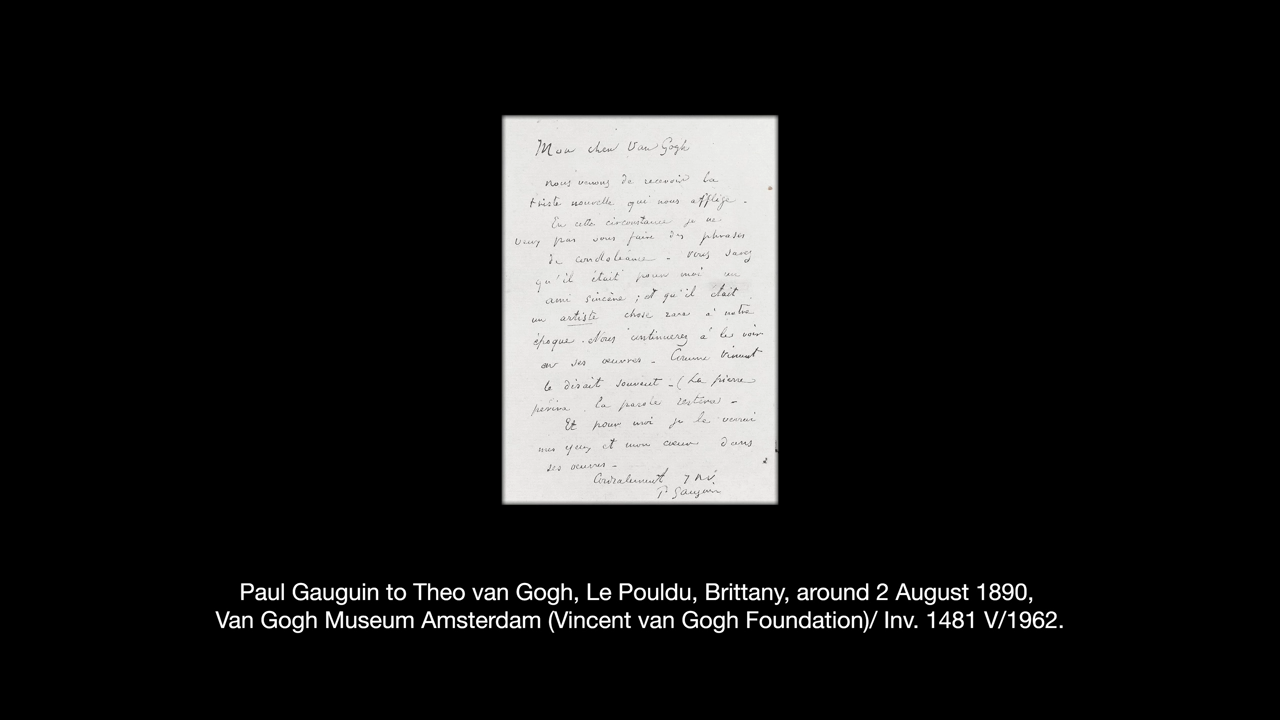 Mon cher Van Gogh
nous venons de recevoir la
triste nouvelle qui nous afflige -
En cette circonstance je ne
veux pas vous faire des phrases
de condoléance - Vous savez
qu'il était pour moi un
ami sincère ; et qu'il était
un artiste chose rare à notre
époque. Vous continuerez à le voir
en ses œuvres - Comme Vincent
le disait souvent - (La pierre
périra la parole restera -
Et pour moi je le verrai
mes yeux et mon cœur dans
ses œuvres -
Cordialement T à V.
P Gauguin
Paul Gauguin to Theo van Gogh, Le Pouldu, Brittany, around 2 August 1890,
Van Gogh Museum Amsterdam (Vincent van Gogh Foundation)/ Inv. 1481 V/1962.